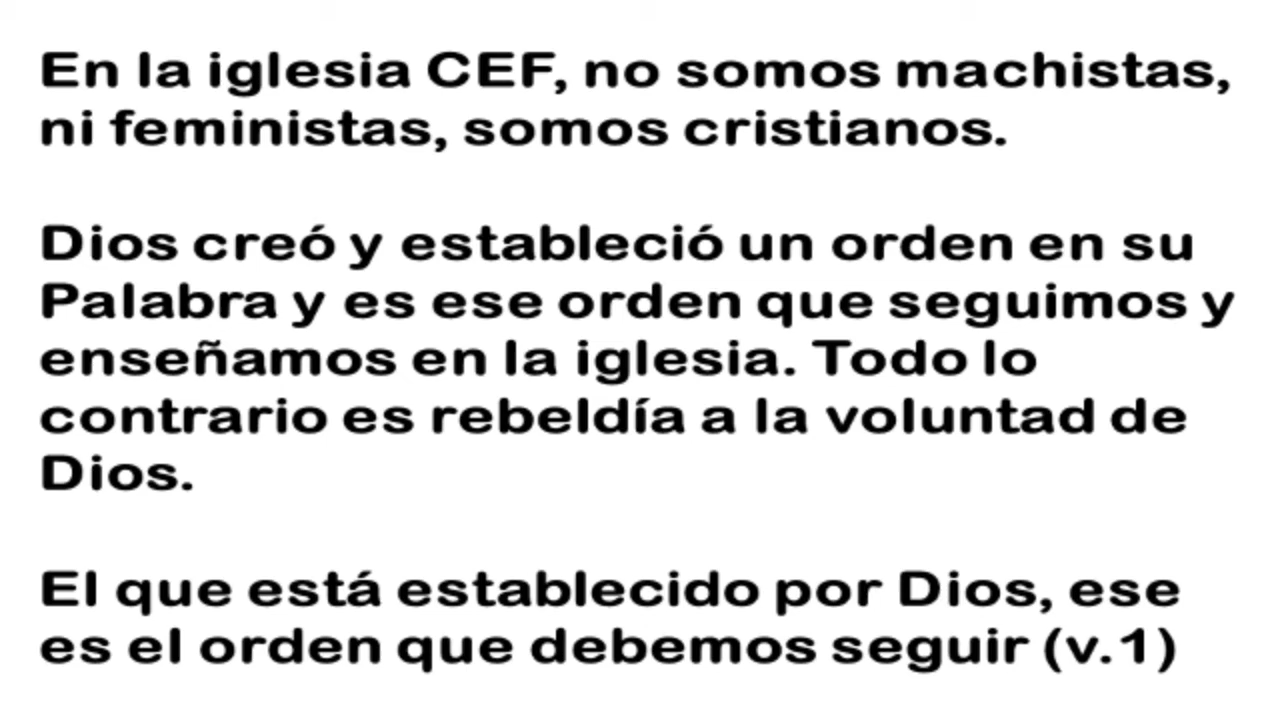 En la iglesia CEF, no somos machistas,
ni feministas, somos cristianos.
Dios creó y estableció un orden en su
Palabra y es ese orden que seguimos y
enseñamos en la iglesia. Todo lo
contrario es rebeldía a la voluntad de
Dios.
El que está establecido por Dios, ese
es el orden que debemos seguir (v.1)